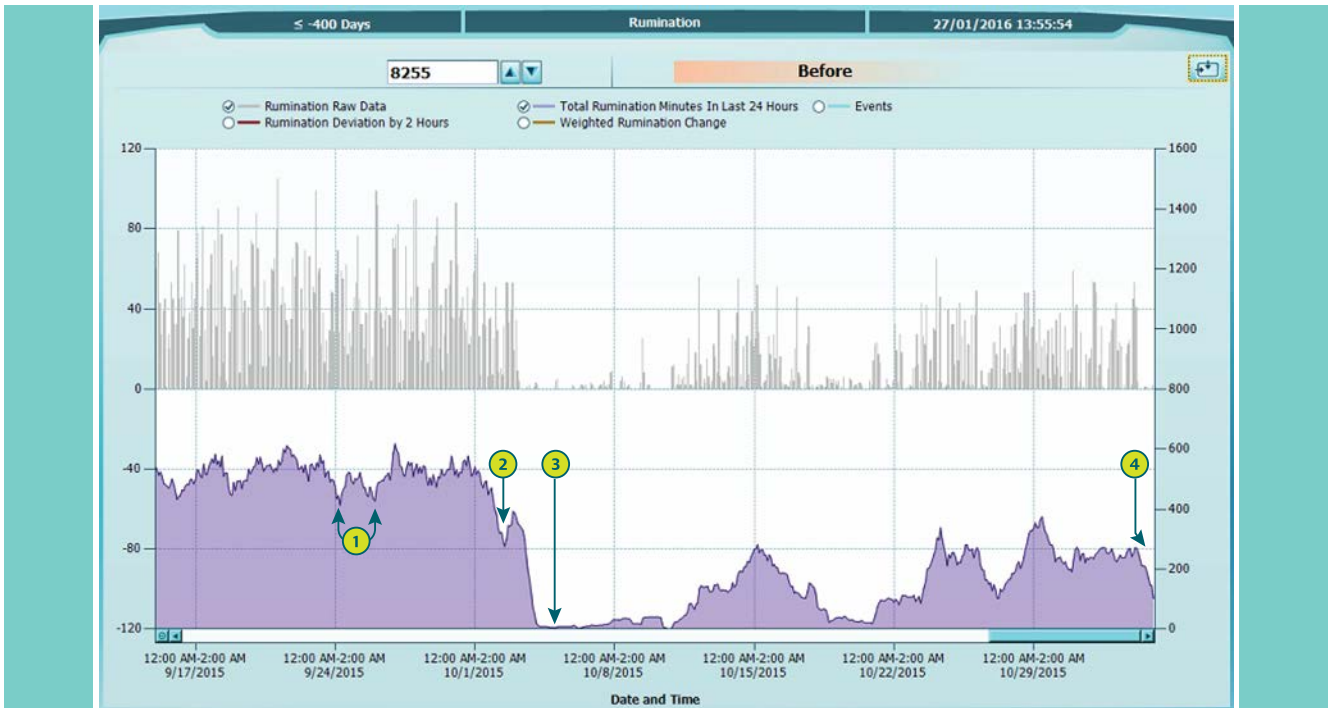 ≤ -400 Days Rumination 27/01/2016 13:55:54
8255 Before
Rumination Raw Data Total Rumination Minutes In Last 24 Hours Events
Rumination Deviation by 2 Hours Weighted Rumination Change
120 1600
1400
80
1200
40
1000
0 800
600
-40
2 3 4
400
1
-80
200
-120 0
12:00 AM-2:00 AM 12:00 AM-2:00 AM 12:00 AM-2:00 AM 12:00 AM-2:00 AM 12:00 AM-2:00 AM 12:00 AM-2:00 AM 12:00 AM-2:00 AM
9/17/2015 9/24/2015 10/1/2015 10/8/2015 10/15/2015 10/22/2015 10/29/2015
Date and Time